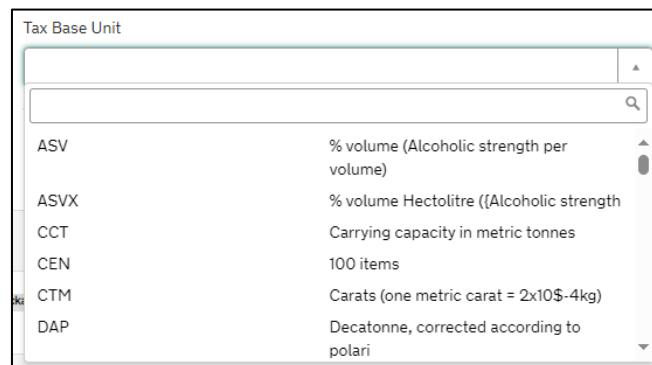 Tax Base Unit
ASV % volume (Alcoholic strength per
volume)
ASVX % volume Hectolitre ({Alcoholic strength
CCT Carrying capacity in metric tonnes
CEN 100 items
CTM Carats (one metric carat = 2x10$-4kg)
DAP Decatonne, corrected according to
polari